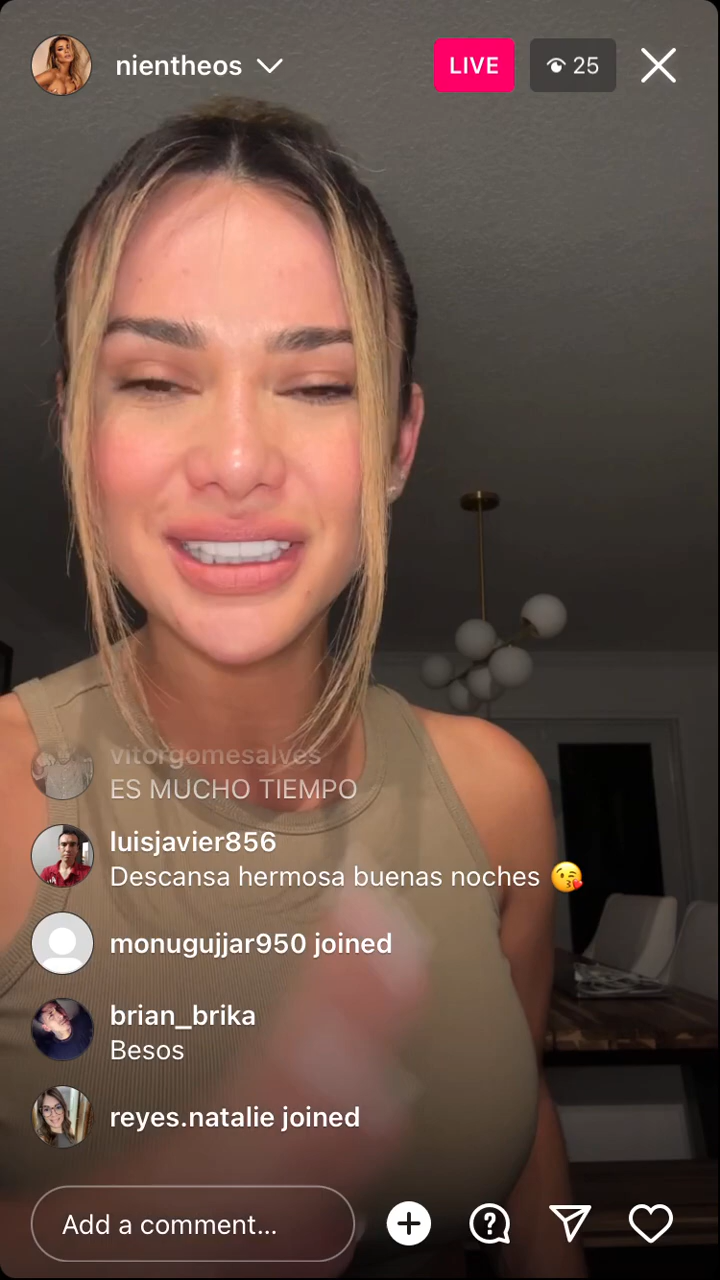 nientheos
LIVE
25
vitorgomesalves
ES MUCHO TIEMPO
luisjavier856
Descansa hermosa buenas noches 😘
monugujjar950 joined
brian_brika
Besos
reyes.natalie joined
Add a comment...